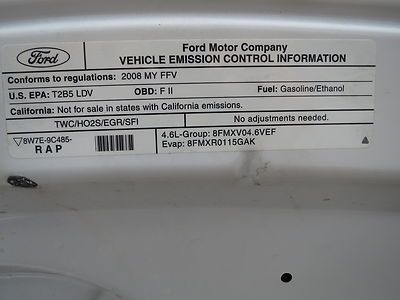 Ford
Ford Motor Company
VEHICLE EMISSION CONTROL INFORMATION
Conforms to regulations: 2008 MY FFV
U.S. EPA: T2B5 LDV OBD: F II Fuel: Gasoline/Ethanol
California: Not for sale in states with California emissions.
TWC/HO2S/EGR/SFI No adjustments needed.
8W7E-9C485- 4.6L-Group: 8FMXV04.6VEF
RAP Evap: 8FMXR0115GAK